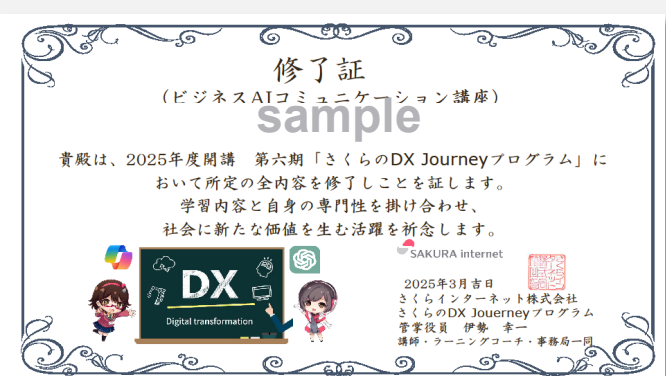 修了証
(ビジネスAIコミュニケーション講座)
sample
貴殿は、2025年度開講　第六期「さくらのDX Journeyプログラム」に
おいて所定の全内容を修了しことを証します。
学習内容と自身の専門性を掛け合わせ、
社会に新たな価値を生む活躍を祈念します。
DX
Digital transformation
SAKURA internet
2025年3月吉日
さくらインターネット株式会社
さくらのDX Jouerneyプログラム
管掌役員　伊勢　幸一
講師・ラーニングコーチ・事務局一同